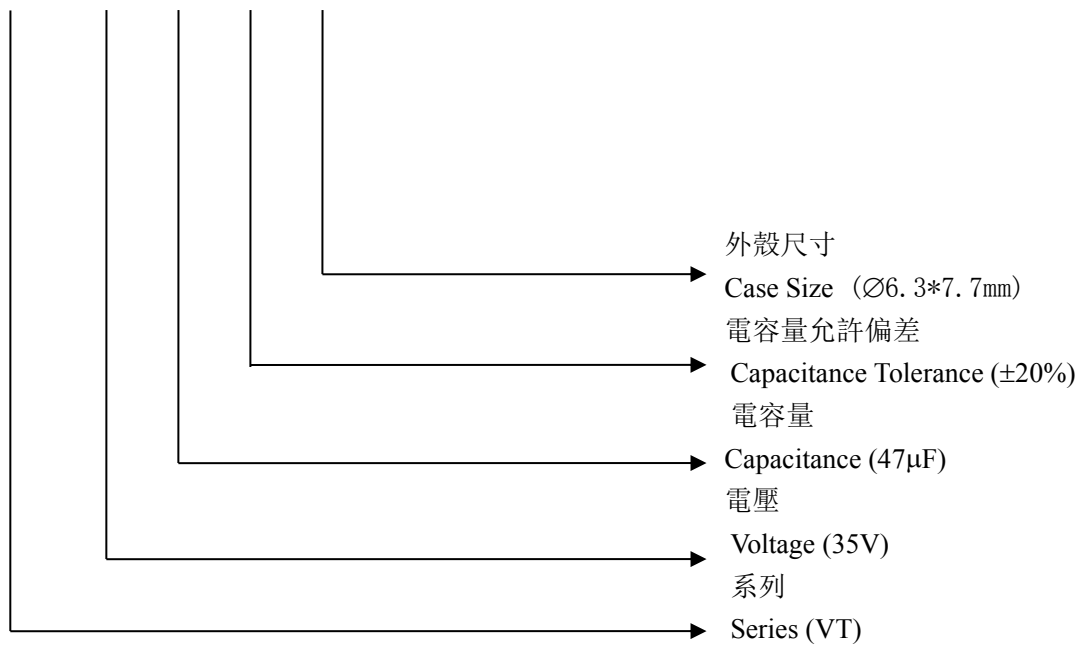 外殼尺寸
Case Size （∅6.3*7.7mm）
電容量允許偏差
Capacitance Tolerance (±20%)
電容量
Capacitance (47μF)
電壓
Voltage (35V)
系列
Series (VT)